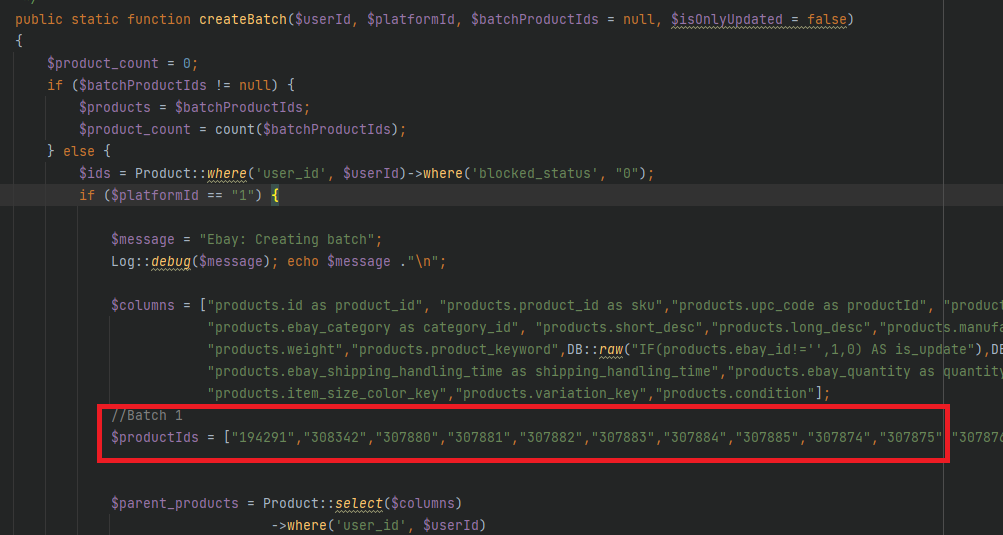 public static function createBatch($userId, $platformId, $batchProductIds = null, $isOnlyUpdated = false)
{
$product_count = 0;
if ($batchProductIds != null) {
$products = $batchProductIds;
$product_count = count($batchProductIds);
} else {
$ids = Product::where('user_id', $userId)->where('blocked_status', "0");
if ($platformId == "1") {
$message = "Ebay: Creating batch";
Log::debug($message); echo $message ."\n";
$columns = ["products.id as product_id", "products.product_id as sku","products.upc_code as productId", "product
"products.ebay_category as category_id", "products.short_desc","products.long_desc","products.manufa
"products.weight","products.product_keyword",DB::raw("IF(products.ebay_id!='',1,0) AS is_update"),DB
"products.ebay_shipping_handling_time as shipping_handling_time","products.ebay_quantity as quantity
"products.item_size_color_key","products.variation_key","products.condition"];
//Batch 1
$productIds = ["194291","308342","307880","307881","307882","307883","307884","307885","307874","307875","307876
$parent_products = Product::select($columns)
->where('user_id', $userId)